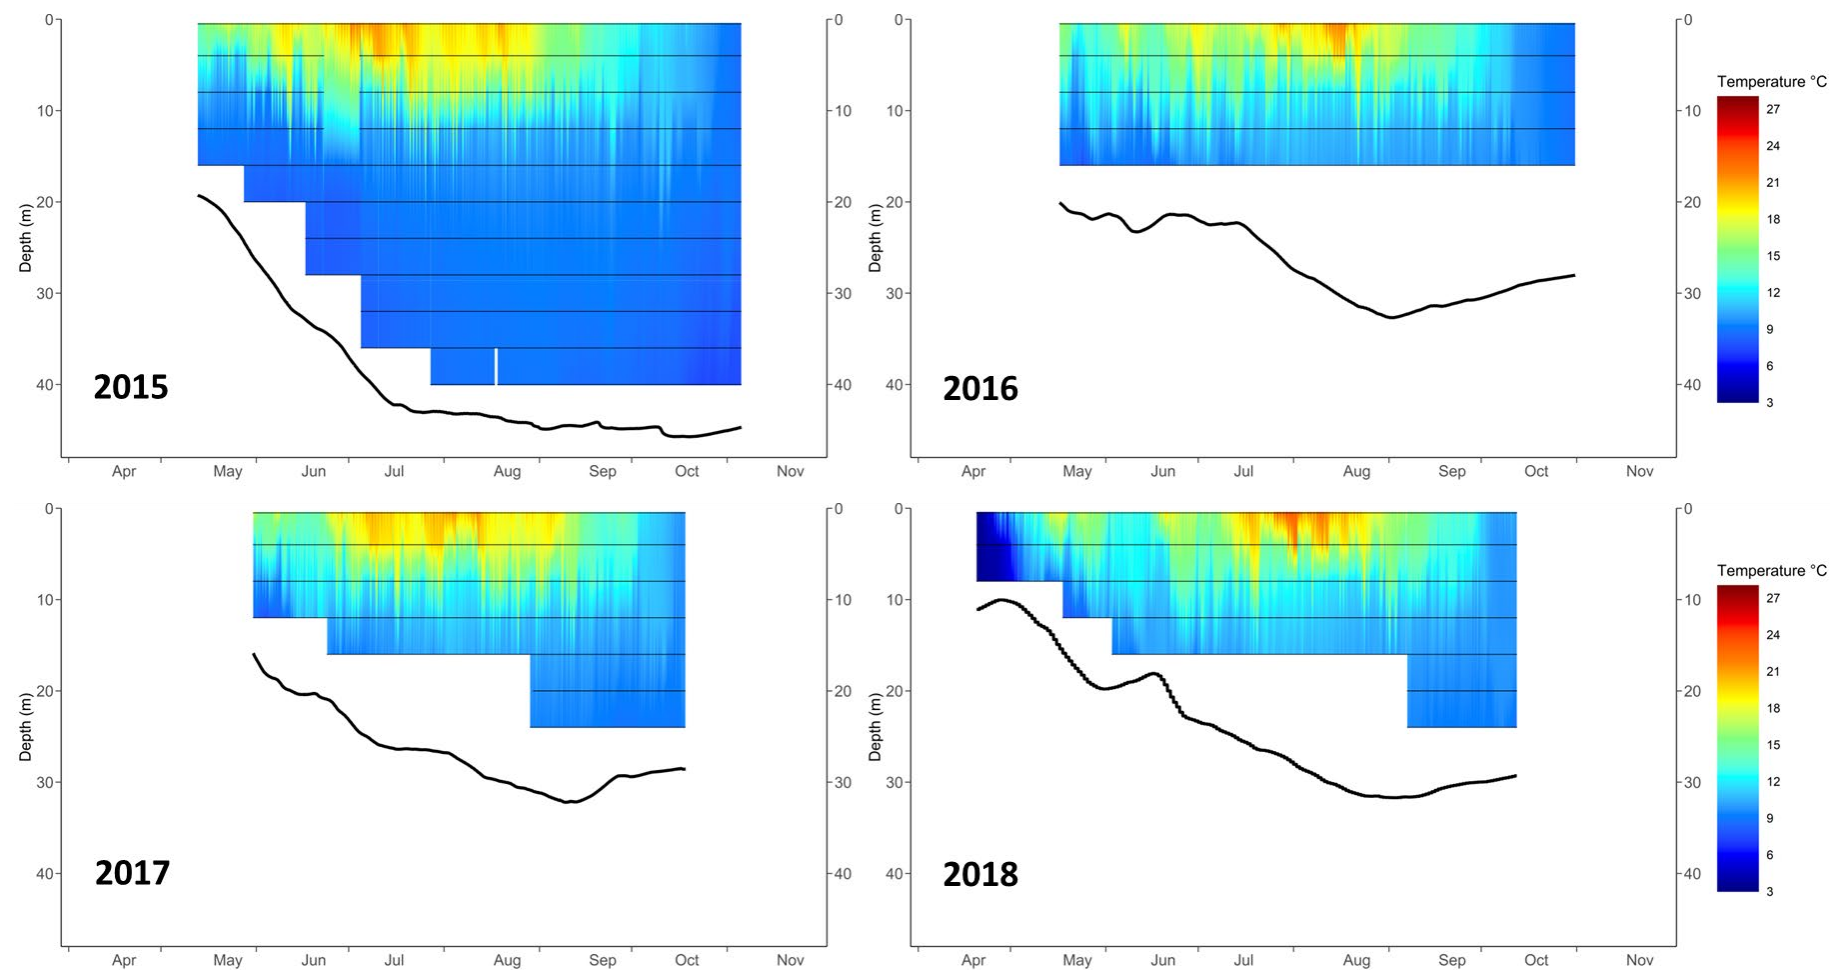 0 0 0 0
10 10 10 10
20 20 20 20
30 30 30 30
40 40 40 40
Depth (m) Depth (m)
2015 2016
Apr May Jun Jul Aug Sep Oct Nov Apr May Jun Jul Aug Sep Oct Nov
Temperature °C
27
24
21
18
15
12
9
6
3
0 0 0 0
10 10 10 10
20 20 20 20
30 30 30 30
40 40 40 40
Depth (m) Depth (m)
2017 2018
Apr May Jun Jul Aug Sep Oct Nov Apr May Jun Jul Aug Sep Oct Nov
Temperature °C
27
24
21
18
15
12
9
6
3